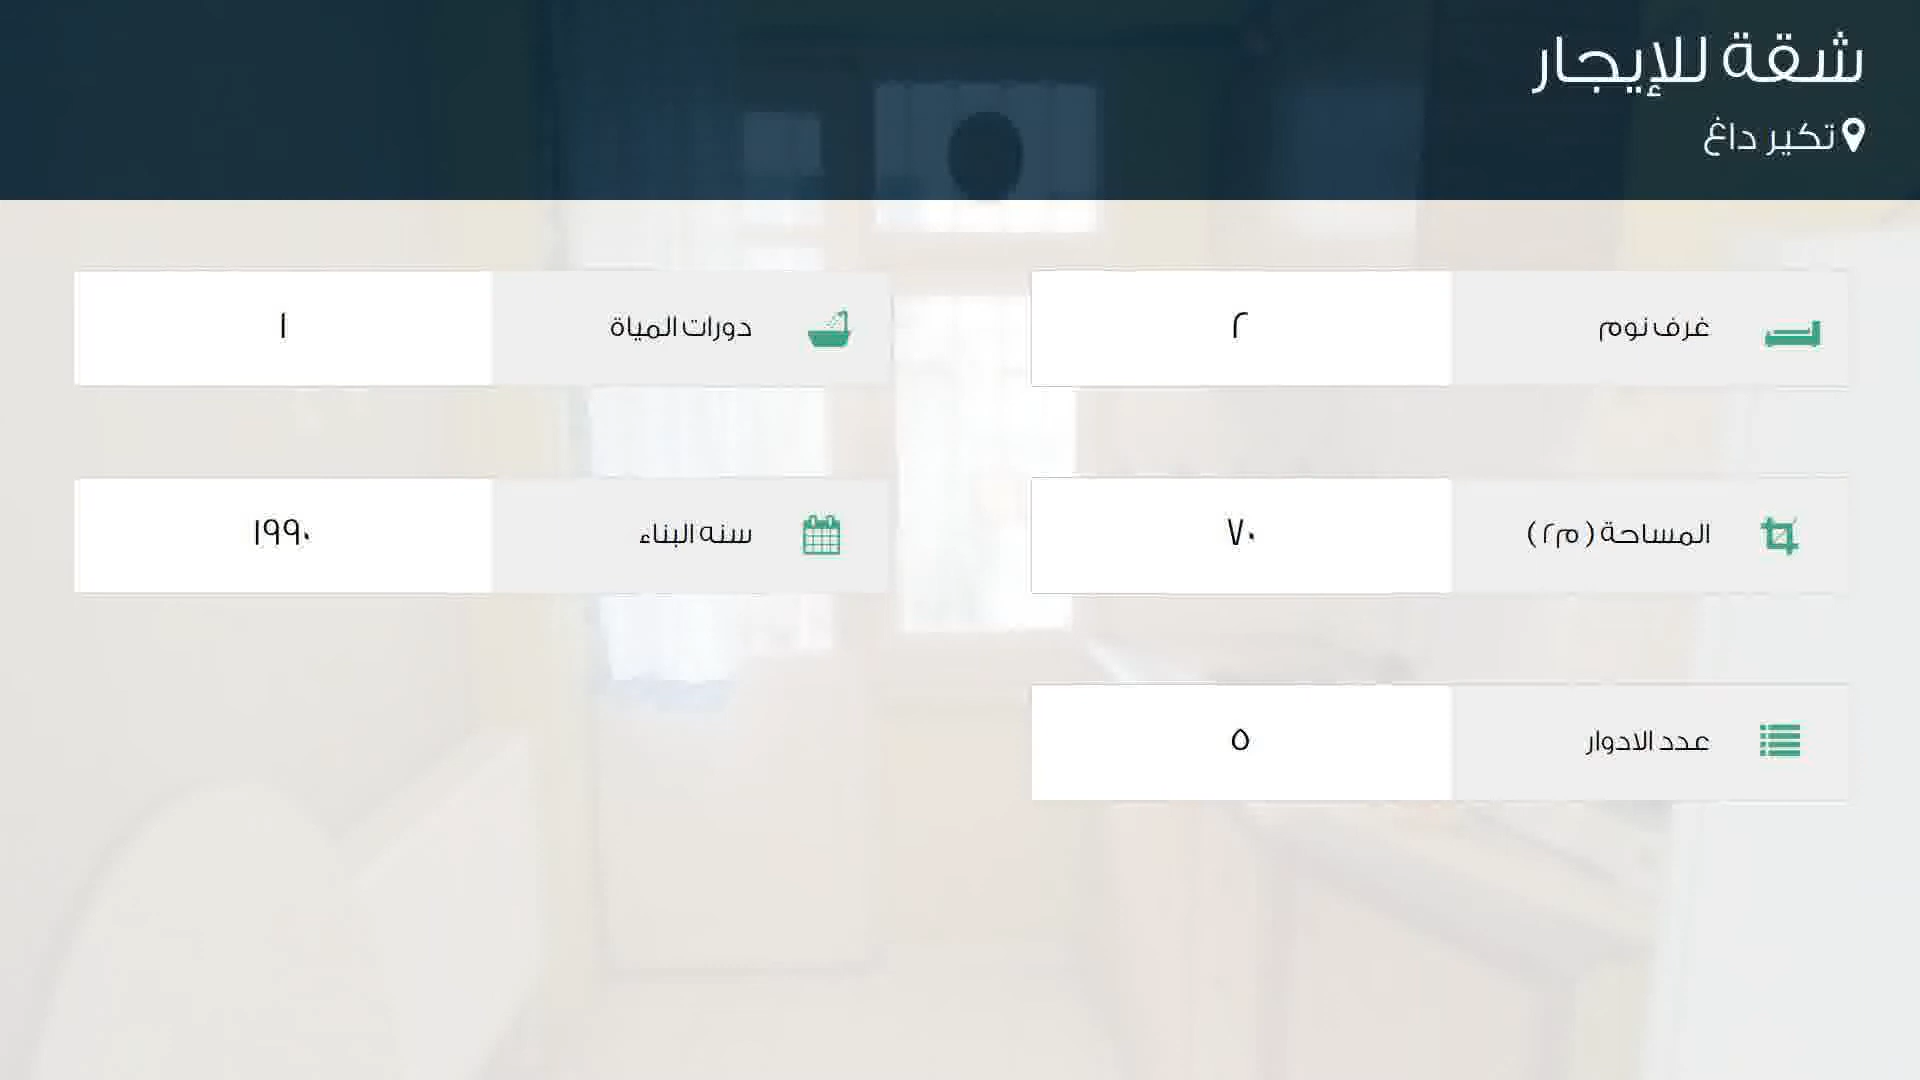 شقة للإيجار
تكير داغ
غرف نوم
٢
دورات المياة
١
المساحة (م٢)
٧٠
سنه البناء
١٩٩٠
عدد الادوار
٥